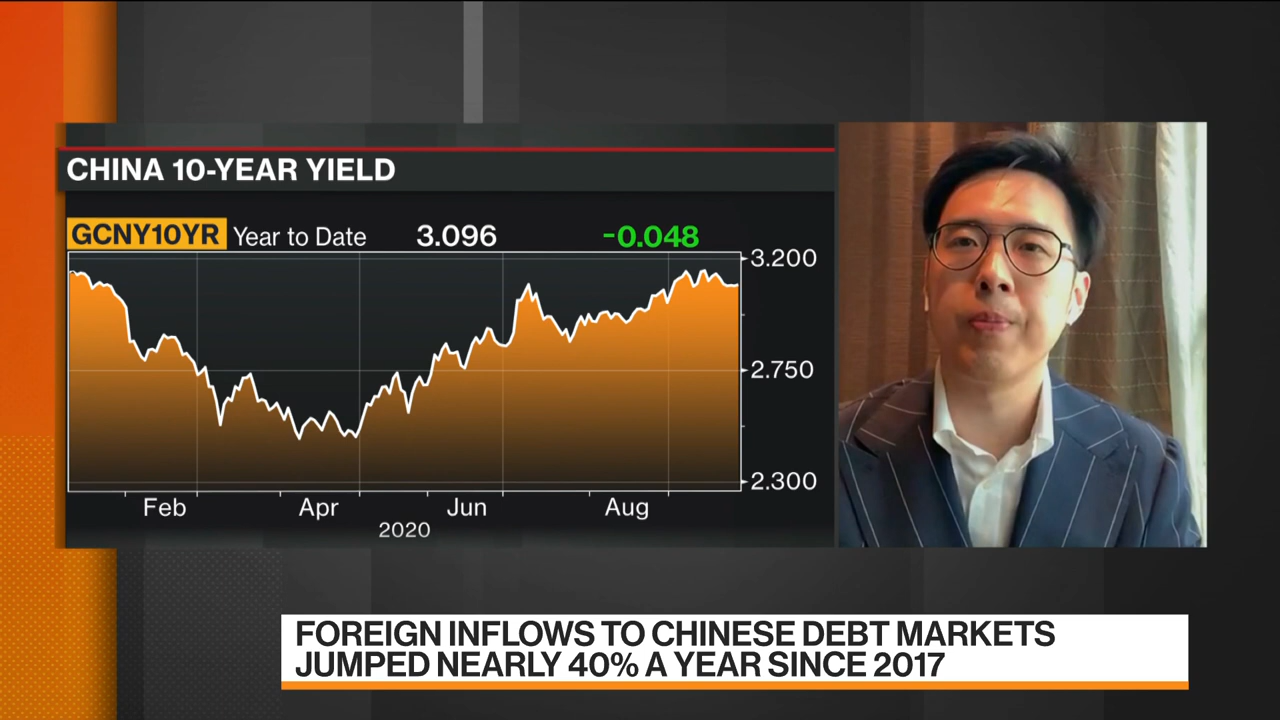 CHINA 10-YEAR YIELD
GCNY10YR Year to Date 3.096 -0.048
3.200
2.750
2.300
Feb Apr Jun Aug
2020
FOREIGN INFLOWS TO CHINESE DEBT MARKETS
JUMPED NEARLY 40% A YEAR SINCE 2017